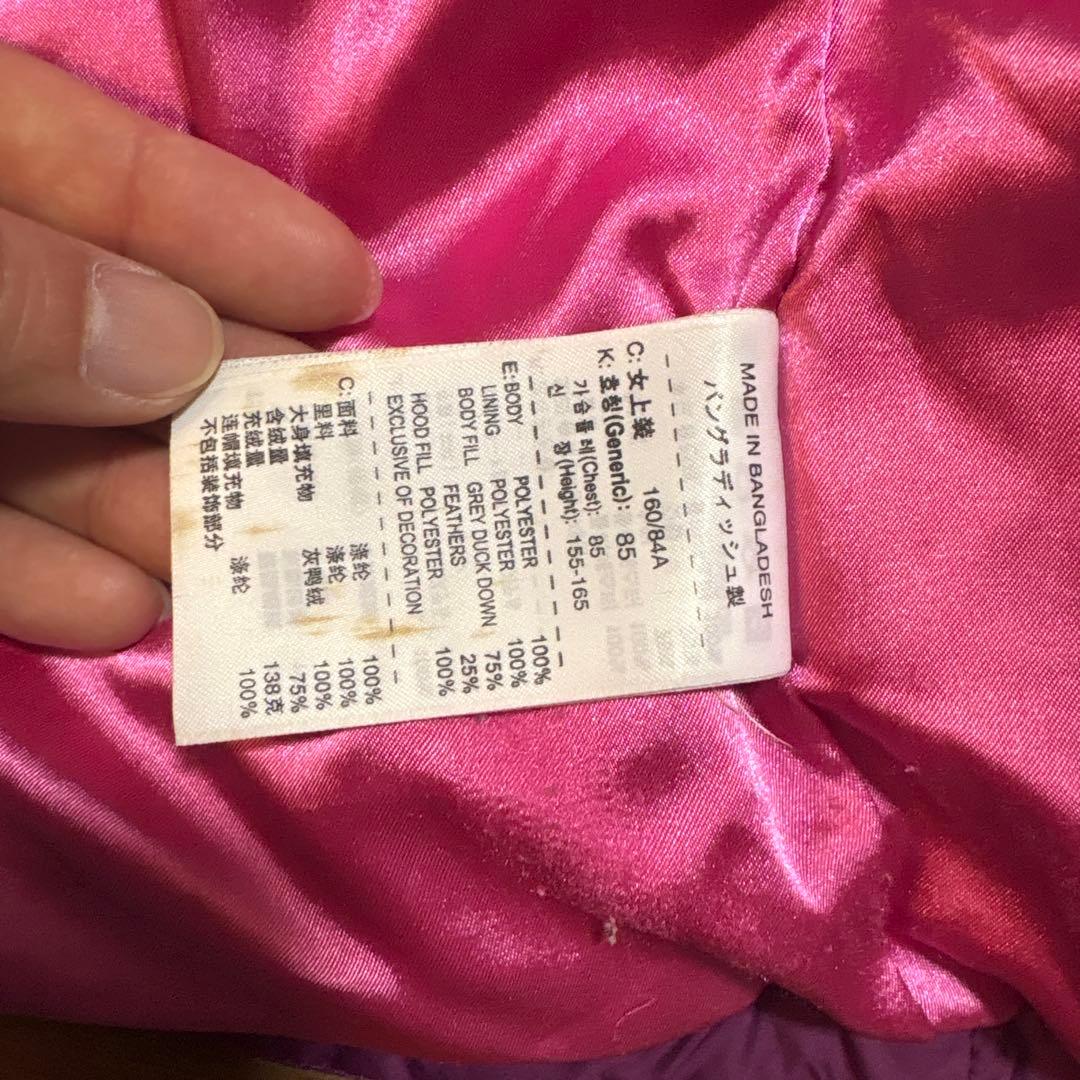 MADE IN BANGLADESH
バングラディッシュ製
C: 女上装 160/84A
K: 호칭(Generic): 85
가슴둘레(Chest): 85
신 장(Height): 155-165
E: BODY POLYESTER 100%
LINING POLYESTER 100%
BODY FILL GREY DUCK DOWN 75%
FEATHERS 25%
HOOD FILL POLYESTER 100%
EXCLUSIVE OF DECORATION
C: 面料 涤纶 100%
里料 涤纶 100%
大身填充物 灰鸭绒 100%
含绒量 75%
充绒量 138克
连帽填充物 涤纶 100%
不包括装饰部分